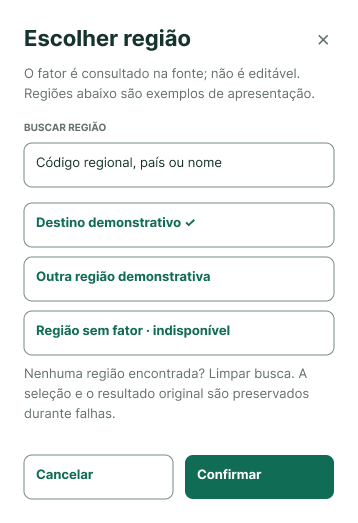 Escolher região
×
O fator é consultado na fonte; não é editável.
Regiões abaixo são exemplos de apresentação.
BUSCAR REGIÃO
Código regional, país ou nome
Destino demonstrativo ✓
Outra região demonstrativa
Região sem fator · indisponível
Nenhuma região encontrada? Limpar busca. A
seleção e o resultado original são preservados
durante falhas.
Cancelar
Confirmar